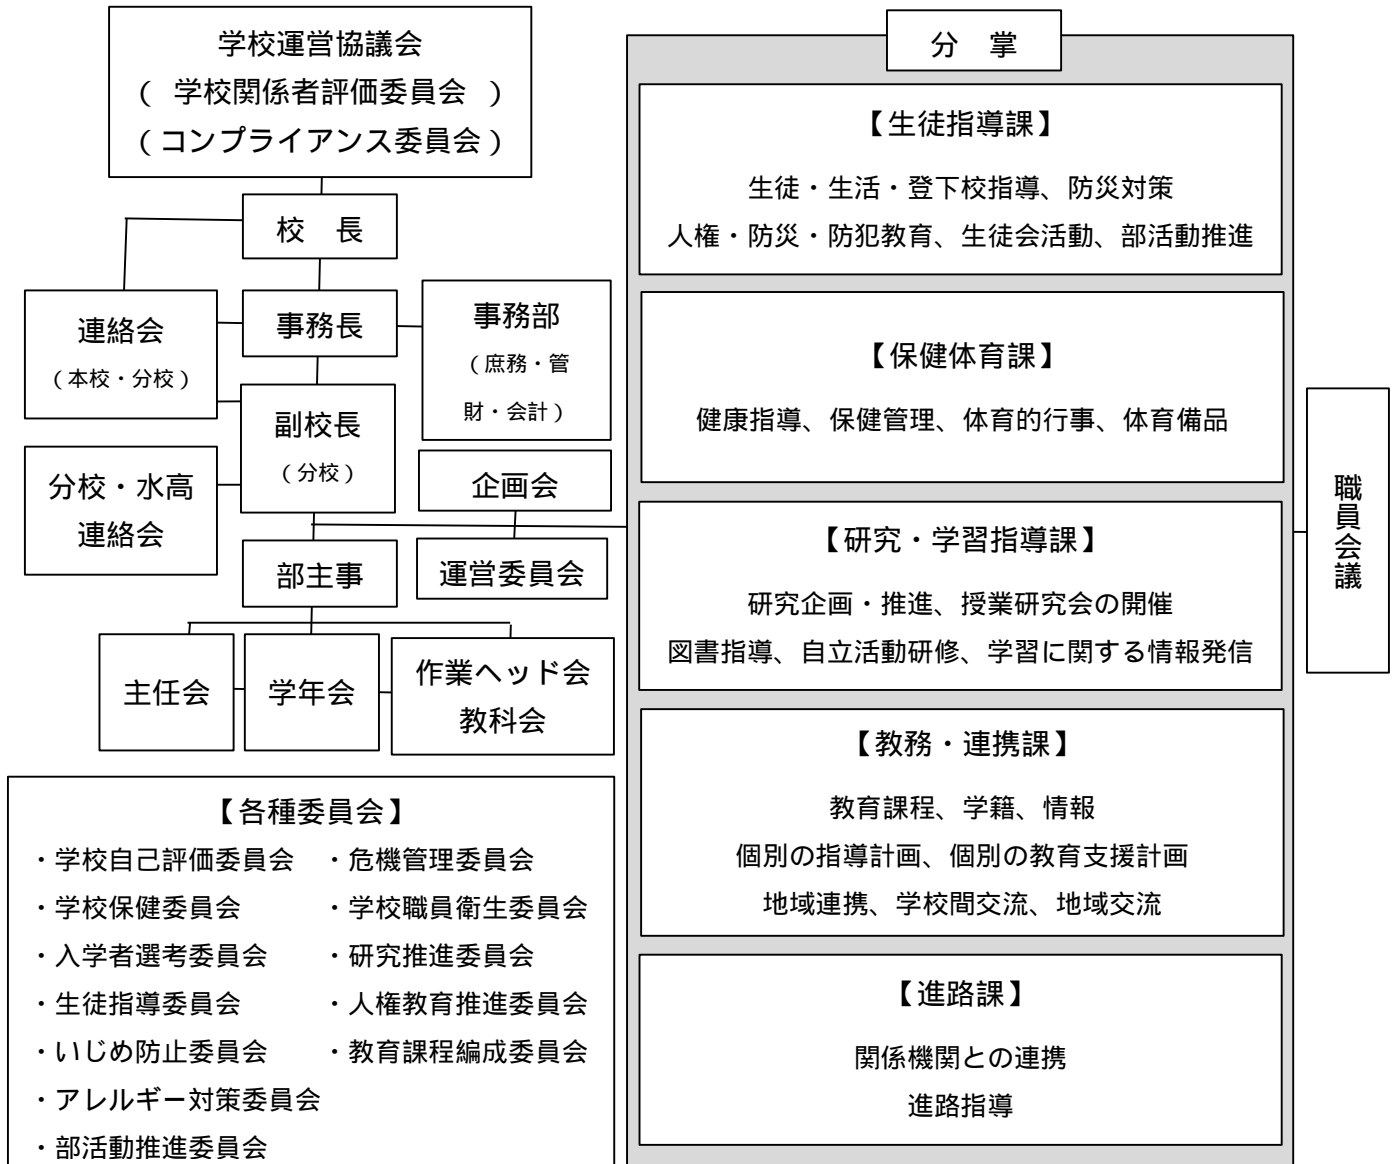 学校運営協議会
( 学校関係者評価委員会 )
(コンプライアンス委員会)
校　長
連絡会
(本校・分校)
事務長
事務部
(庶務・管
財・会計)
副校長
(分校)
分校・水高
連絡会
企画会
運営委員会
部主事
主任会
学年会
作業ヘッド会
教科会
【各種委員会】
・学校自己評価委員会　・危機管理委員会
・学校保健委員会　・学校職員衛生委員会
・入学者選考委員会　・研究推進委員会
・生徒指導委員会　・人権教育推進委員会
・いじめ防止委員会　・教育課程編成委員会
・アレルギー対策委員会
・部活動推進委員会
分　掌
【生徒指導課】
生徒・生活・登下校指導、防災対策
人権・防災・防犯教育、生徒会活動、部活動推進
【保健体育課】
健康指導、保健管理、体育的行事、体育備品
【研究・学習指導課】
研究企画・推進、授業研究会の開催
図書指導、自立活動研修、学習に関する情報発信
【教務・連携課】
教育課程、学籍、情報
個別の指導計画、個別の教育支援計画
地域連携、学校間交流、地域交流
【進路課】
関係機関との連携
進路指導
職員会議